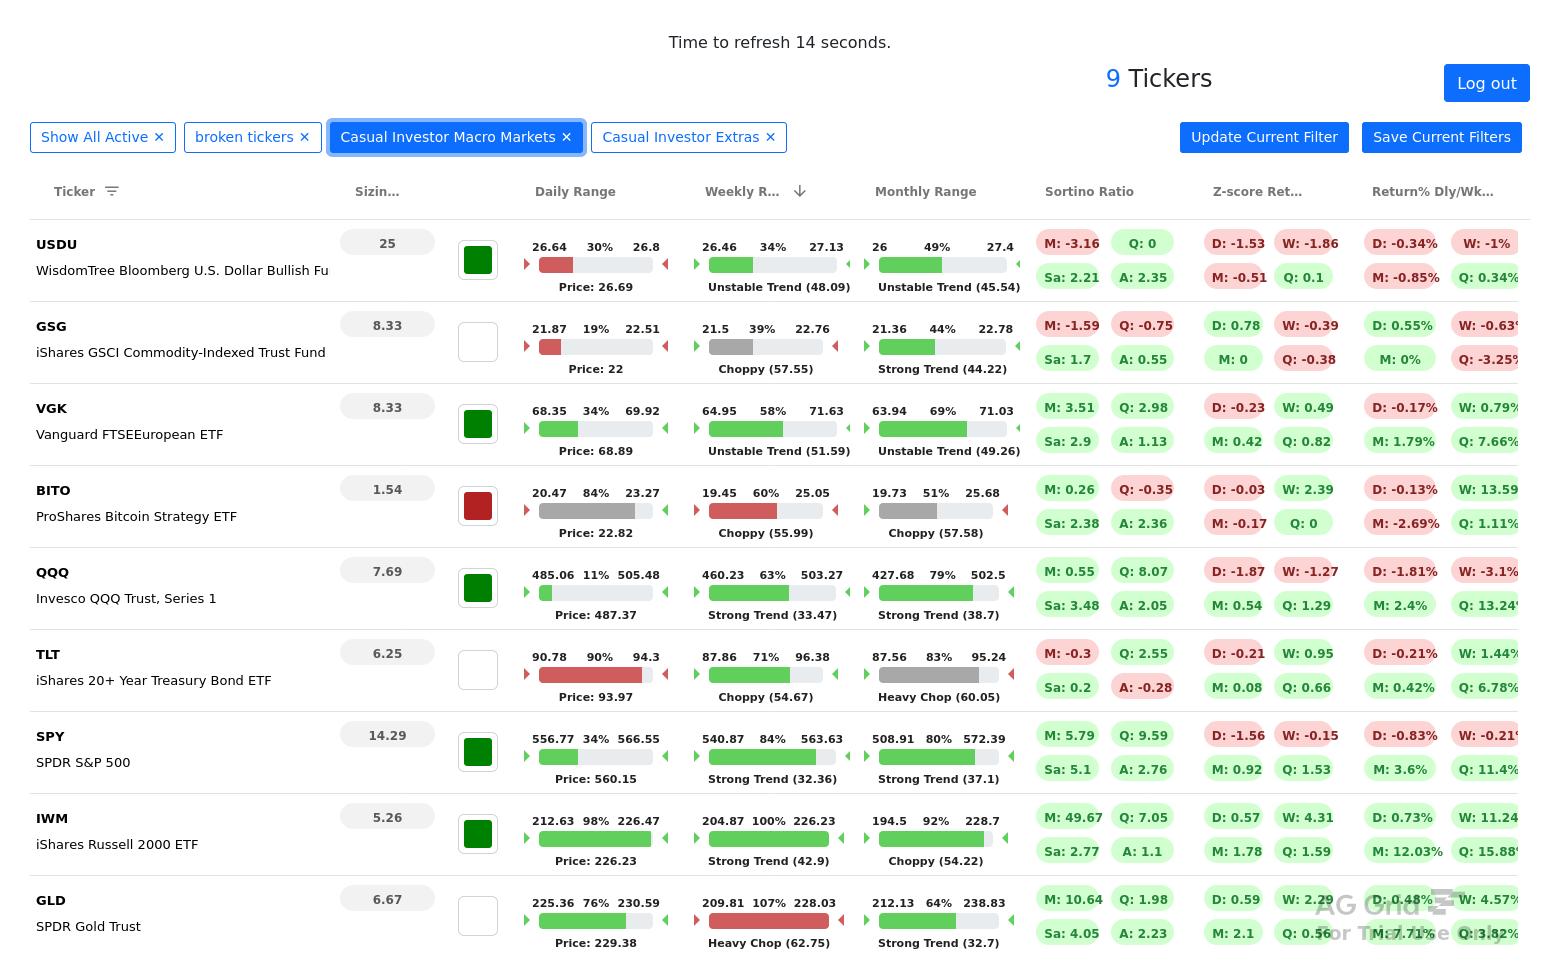 Time to refresh 14 seconds.
9 Tickers
Log out
Show All Active ✕ broken tickers ✕ Casual Investor Macro Markets ✕ Casual Investor Extras ✕ Update Current Filter Save Current Filters
Ticker Sizin... Daily Range Weekly R... Monthly Range Sortino Ratio Z-score Ret... Return% Dly/Wk...
USDU 25 26.64 30% 26.8 26.46 34% 27.13 26 49% 27.4 M: -3.16 Q: 0 D: -1.53 W: -1.86 D: -0.34% W: -1%
WisdomTree Bloomberg U.S. Dollar Bullish Fu Sa: 2.21 A: 2.35 M: -0.51 Q: 0.1 M: -0.85% Q: 0.34%
Price: 26.69 Unstable Trend (48.09) Unstable Trend (45.54)
GSG 8.33 21.87 19% 22.51 21.5 39% 22.76 21.36 44% 22.78 M: -1.59 Q: -0.75 D: 0.78 W: -0.39 D: 0.55% W: -0.63%
iShares GSCI Commodity-Indexed Trust Fund Sa: 1.7 A: 0.55 M: 0 Q: -0.38 M: 0% Q: -3.25%
Price: 22 Choppy (57.55) Strong Trend (44.22)
VGK 8.33 68.35 34% 69.92 64.95 58% 71.63 63.94 69% 71.03 M: 3.51 Q: 2.98 D: -0.23 W: 0.49 D: -0.17% W: 0.79%
Vanguard FTSEEuropean ETF Sa: 2.9 A: 1.13 M: 0.42 Q: 0.82 M: 1.79% Q: 7.66%
Price: 68.89 Unstable Trend (51.59) Unstable Trend (49.26)
BITO 1.54 20.47 84% 23.27 19.45 60% 25.05 19.73 51% 25.68 M: 0.26 Q: -0.35 D: -0.03 W: 2.39 D: -0.13% W: 13.59
ProShares Bitcoin Strategy ETF Sa: 2.38 A: 2.36 M: -0.17 Q: 0 M: -2.69% Q: 1.11%
Price: 22.82 Choppy (55.99) Choppy (57.58)
QQQ 7.69 485.06 11% 505.48 460.23 63% 503.27 427.68 79% 502.5 M: 0.55 Q: 8.07 D: -1.87 W: -1.27 D: -1.81% W: -3.1%
Invesco QQQ Trust, Series 1 Sa: 3.48 A: 2.05 M: 0.54 Q: 1.29 M: 2.4% Q: 13.24%
Price: 487.37 Strong Trend (33.47) Strong Trend (38.7)
TLT 6.25 90.78 90% 94.3 87.86 71% 96.38 87.56 83% 95.24 M: -0.3 Q: 2.55 D: -0.21 W: 0.95 D: -0.21% W: 1.44%
iShares 20+ Year Treasury Bond ETF Sa: 0.2 A: -0.28 M: 0.08 Q: 0.66 M: 0.42% Q: 6.78%
Price: 93.97 Choppy (54.67) Heavy Chop (60.05)
SPY 14.29 556.77 34% 566.55 540.87 84% 563.63 508.91 80% 572.39 M: 5.79 Q: 9.59 D: -1.56 W: -0.15 D: -0.83% W: -0.21%
SPDR S&P 500 Sa: 5.1 A: 2.76 M: 0.92 Q: 1.53 M: 3.6% Q: 11.4%
Price: 560.15 Strong Trend (32.36) Strong Trend (37.1)
IWM 5.26 212.63 98% 226.47 204.87 100% 226.23 194.5 92% 228.7 M: 49.67 Q: 7.05 D: 0.57 W: 4.31 D: 0.73% W: 11.24
iShares Russell 2000 ETF Sa: 2.77 A: 1.1 M: 1.78 Q: 1.59 M: 12.03% Q: 15.88%
Price: 226.23 Strong Trend (42.9) Choppy (54.22)
GLD 6.67 225.36 76% 230.59 209.81 107% 228.03 212.13 64% 238.83 M: 10.64 Q: 1.98 D: 0.59 W: 2.29 D: 0.48% W: 4.57%
SPDR Gold Trust Sa: 4.05 A: 2.23 M: 2.1 Q: 0.56 M: 7.71% Q: 3.82%
Price: 229.38 Heavy Chop (62.75) Strong Trend (32.7)
AG Grid
For Trial Use Only